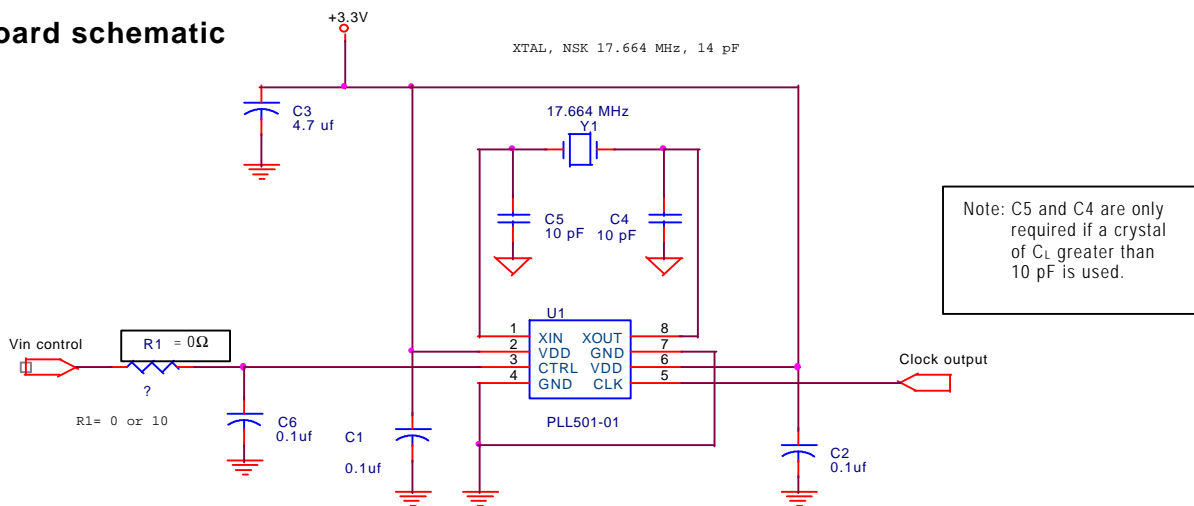 oard schematic
+3.3V
XTAL, NSK 17.664 MHz, 14 pF
C3
4.7 uf
17.664 MHz
Y1
C5
10 pF
C4
10 pF
Note: C5 and C4 are only
required if a crystal
of CL greater than
10 pF is used.
U1
1 XIN XOUT 8
2 VDD GND 7
3 CTRL VDD 6
4 GND CLK 5
PLL501-01
Vin control
R1 = 0Ω
?
R1= 0 or 10
Clock output
C6
0.1uf
C1
0.1uf
C2
0.1uf